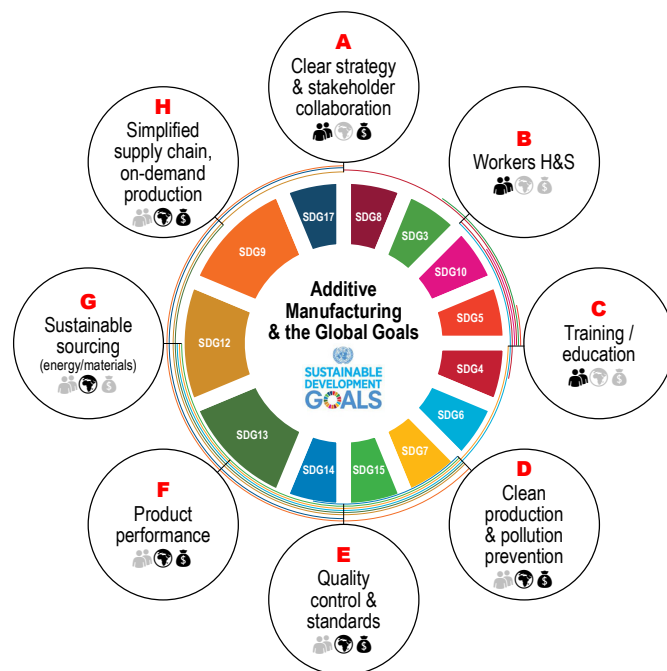 A
Clear strategy
& stakeholder
collaboration
B
Workers H&S
C
Training /
education
D
Clean
production
& pollution
prevention
E
Quality
control &
standards
F
Product
performance
G
Sustainable
sourcing
(energy/materials)
H
Simplified
supply chain,
on-demand
production
SDG17
SDG8
SDG3
SDG10
SDG5
SDG4
SDG6
SDG7
SDG15
SDG14
SDG13
SDG12
SDG9
Additive
Manufacturing
& the Global Goals
SUSTAINABLE
DEVELOPMENT
GOALS